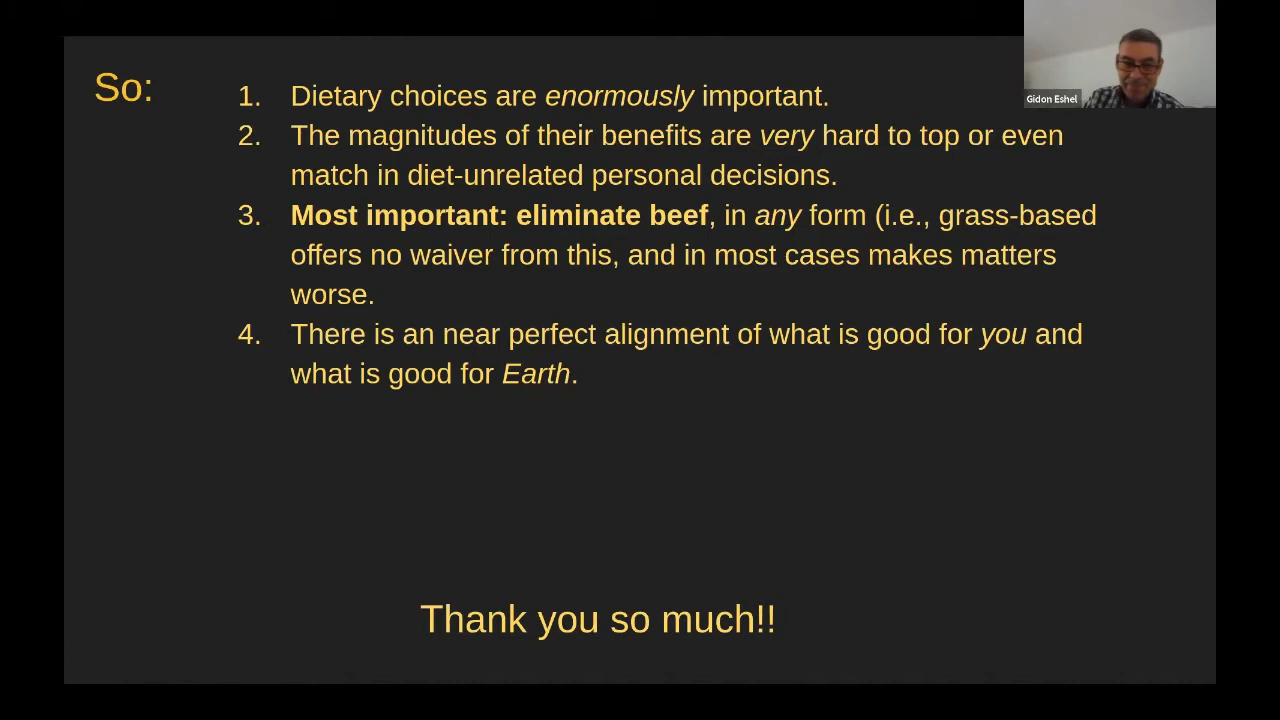 So:
1. Dietary choices are enormously important.
2. The magnitudes of their benefits are very hard to top or even
match in diet-unrelated personal decisions.
3. Most important: eliminate beef, in any form (i.e., grass-based
offers no waiver from this, and in most cases makes matters
worse.
4. There is an near perfect alignment of what is good for you and
what is good for Earth.
Thank you so much!!
Gidon Eshel